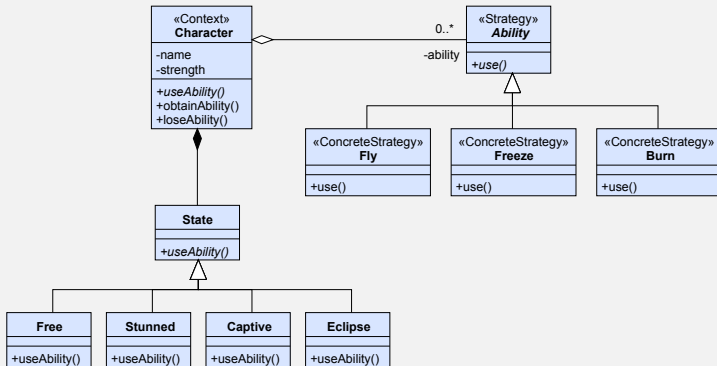 «Context»
Character
-name
-strength
+useAbility()
+obtainAbility()
+loseAbility()
0..*
-ability
«Strategy»
Ability
+use()
«ConcreteStrategy»
Fly
+use()
«ConcreteStrategy»
Freeze
+use()
«ConcreteStrategy»
Burn
+use()
State
+useAbility()
Free
+useAbility()
Stunned
+useAbility()
Captive
+useAbility()
Eclipse
+useAbility()